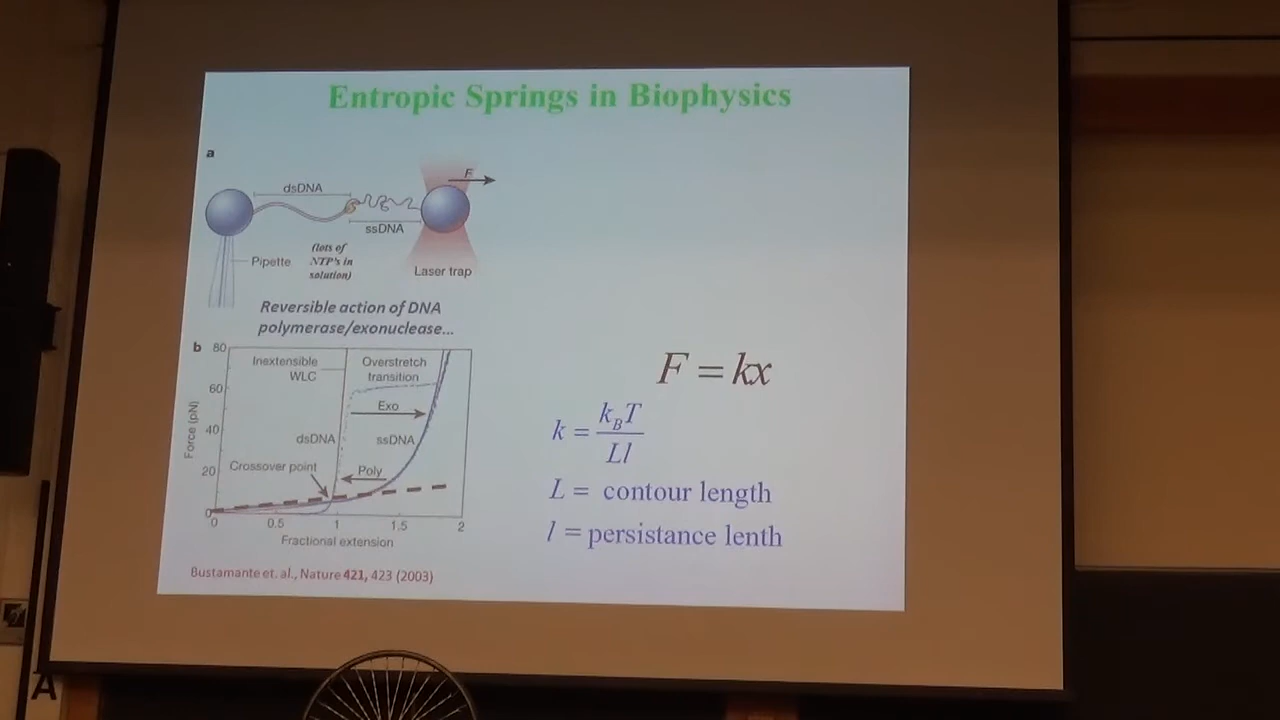 Entropic Springs in Biophysics
a
F
dsDNA
ssDNA
Pipette
(lots of
NTP's in
solution)
Laser trap
Reversible action of DNA
polymerase/exonuclease...
b
80
60
40
20
0
Force (pN)
Inextensible
WLC
Overstretch
transition
Exo
dsDNA
ssDNA
Crossover point
Poly
0 0.5 1 1.5 2
Fractional extension
Bustamante et. al., Nature 421, 423 (2003)
F = kx
k = k_BT / Ll
L = contour length
l = persistance lenth
A